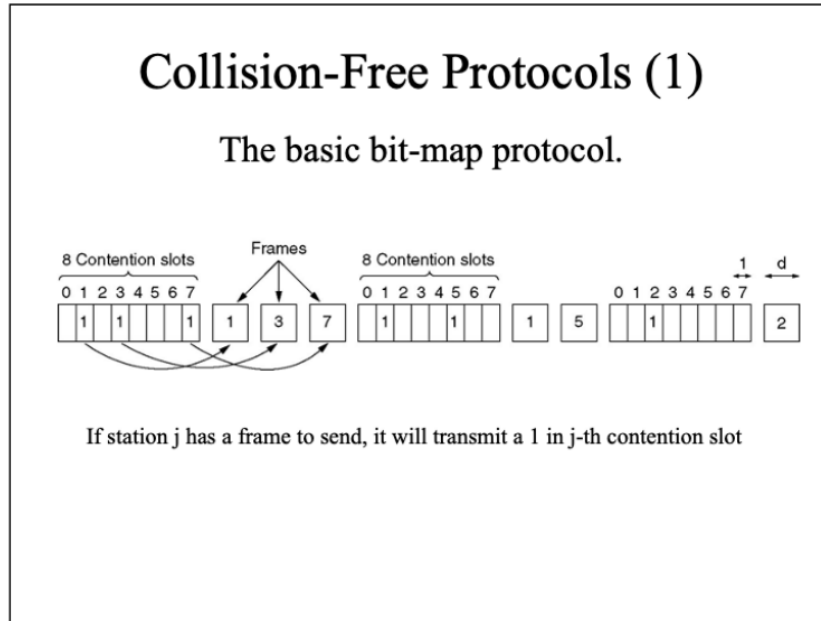 Collision-Free Protocols (1)
The basic bit-map protocol.
8 Contention slots Frames 8 Contention slots 1 d
0 1 2 3 4 5 6 7 0 1 2 3 4 5 6 7 0 1 2 3 4 5 6 7
1 1 1 1 3 7 1 1 1 5 1 2
If station j has a frame to send, it will transmit a 1 in j-th contention slot